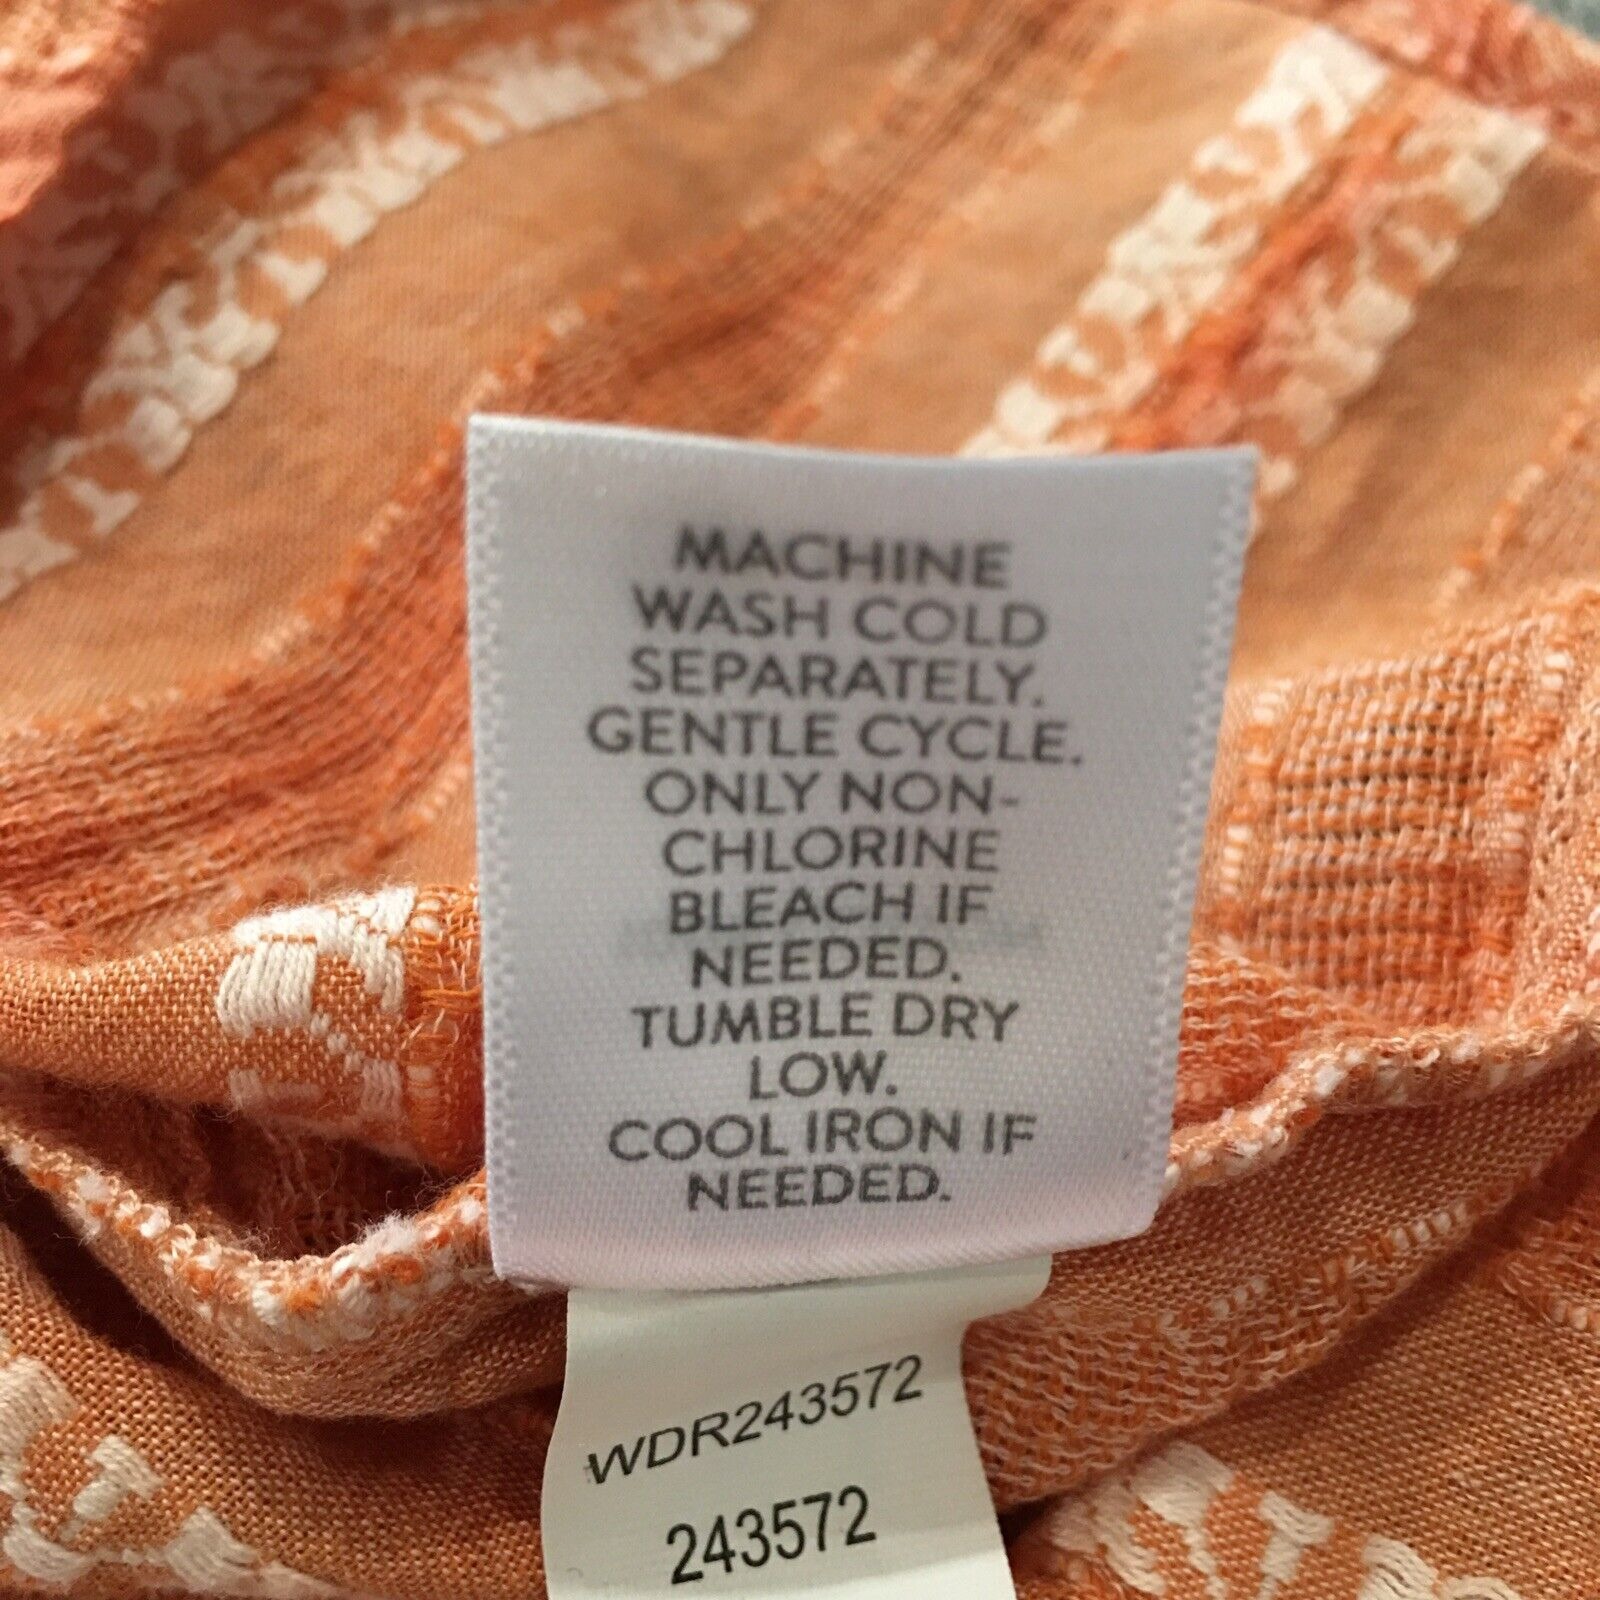 MACHINE
WASH COLD
SEPARATELY.
GENTLE CYCLE.
ONLY NON-
CHLORINE
BLEACH IF
NEEDED.
TUMBLE DRY
LOW.
COOL IRON IF
NEEDED.
WDR243572
243572